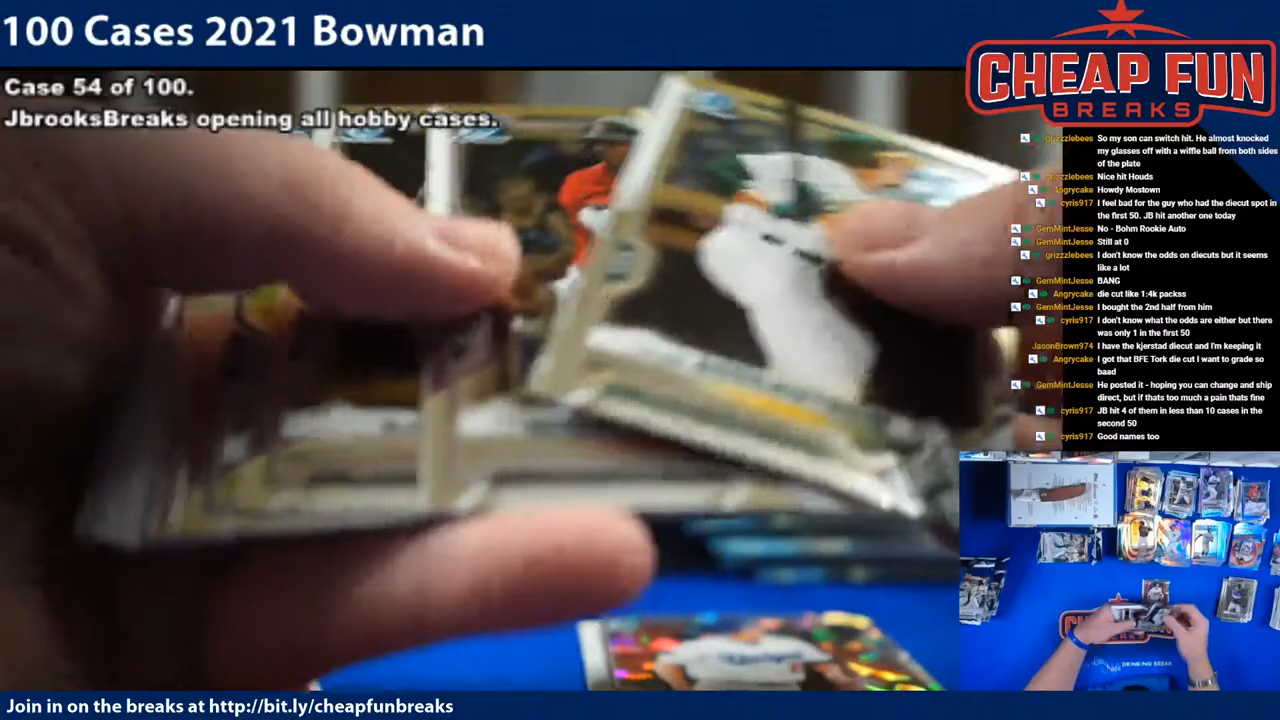 100 Cases 2021 Bowman
Case 54 of 100.
JbrooksBreaks opening all hobby cases.
CHEAP FUN
BREAKS
grizzzlebees So my son can switch hit. He almost knocked
my glasses off with a wiffle ball from both sides
of the plate
grizzzlebees Nice hit Houds
Angrycake Howdy Mostown
cyris917 I feel bad for the guy who had the diecut spot in
the first 50. JB hit another one today
GemMintJesse No - Bohm Rookie Auto
GemMintJesse Still at 0
grizzzlebees I don't know the odds on diecuts but it seems
like a lot
GemMintJesse BANG
Angrycake die cut like 1:4k packss
GemMintJesse I bought the 2nd half from him
cyris917 I don't know what the odds are either but there
was only 1 in the first 50
JasonBrown974 I have the kjerstad diecut and I'm keeping it
Angrycake I got that BFE Tork die cut I want to grade so
baad
GemMintJesse He posted it - hoping you can change and ship
direct, but if thats too much a pain thats fine
cyris917 JB hit 4 of them in less than 10 cases in the
second 50
cyris917 Good names too
DRINKING BREAK
Join in on the breaks at http://bit.ly/cheapfunbreaks